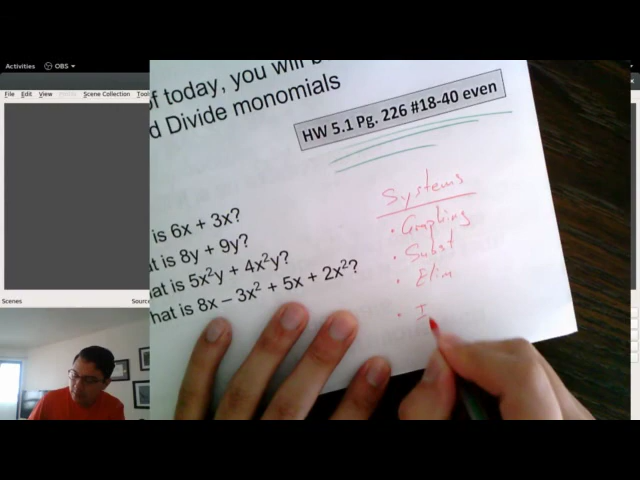 Activities OBS
File Edit View Scene Collection Tools
of today, you will b
d Divide monomials
HW 5.1 Pg. 226 #18-40 even
is 6x + 3x?
t is 8y + 9y?
at is 5x²y + 4x²y?
hat is 8x – 3x² + 5x + 2x²?
Systems
· Graphing
· Subst
· Elim
· I
Scenes
Sourc